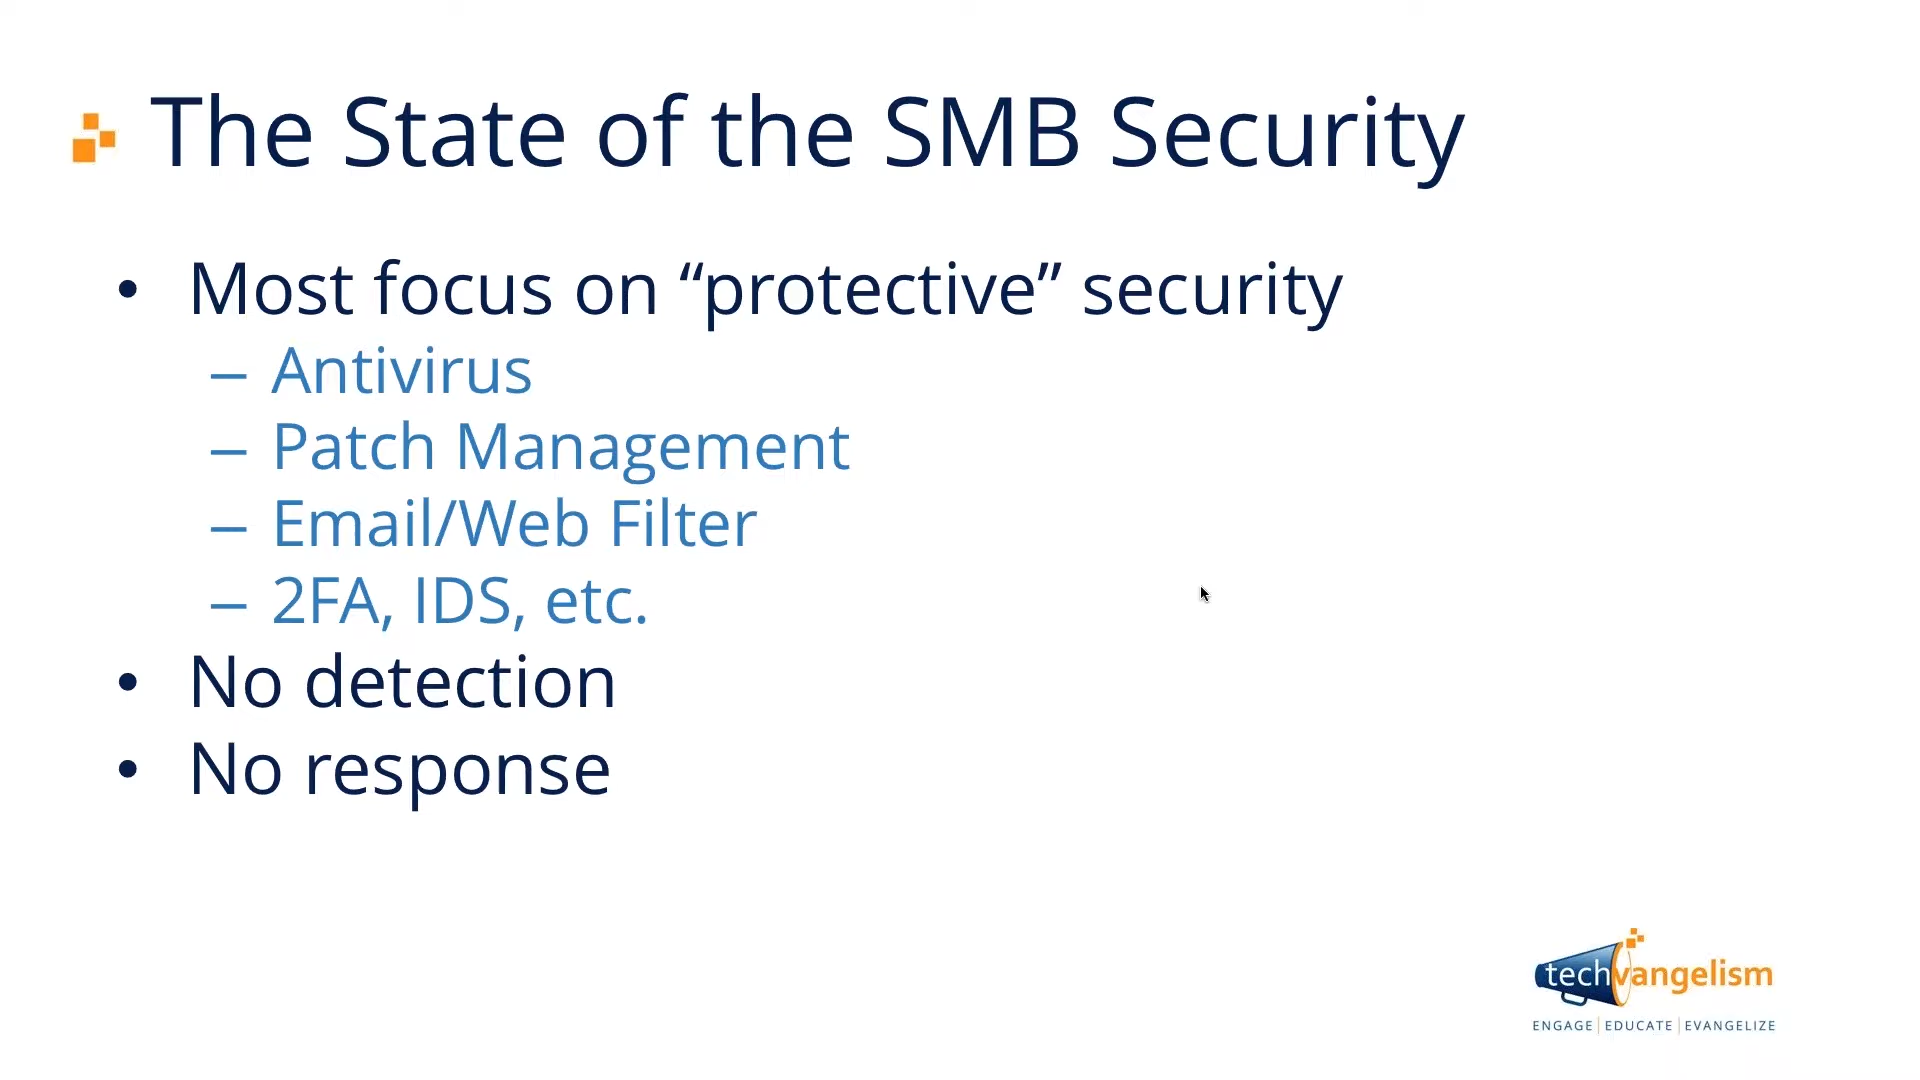 The State of the SMB Security
• Most focus on “protective” security
– Antivirus
– Patch Management
– Email/Web Filter
– 2FA, IDS, etc.
• No detection
• No response
techvangelism
ENGAGE | EDUCATE | EVANGELIZE